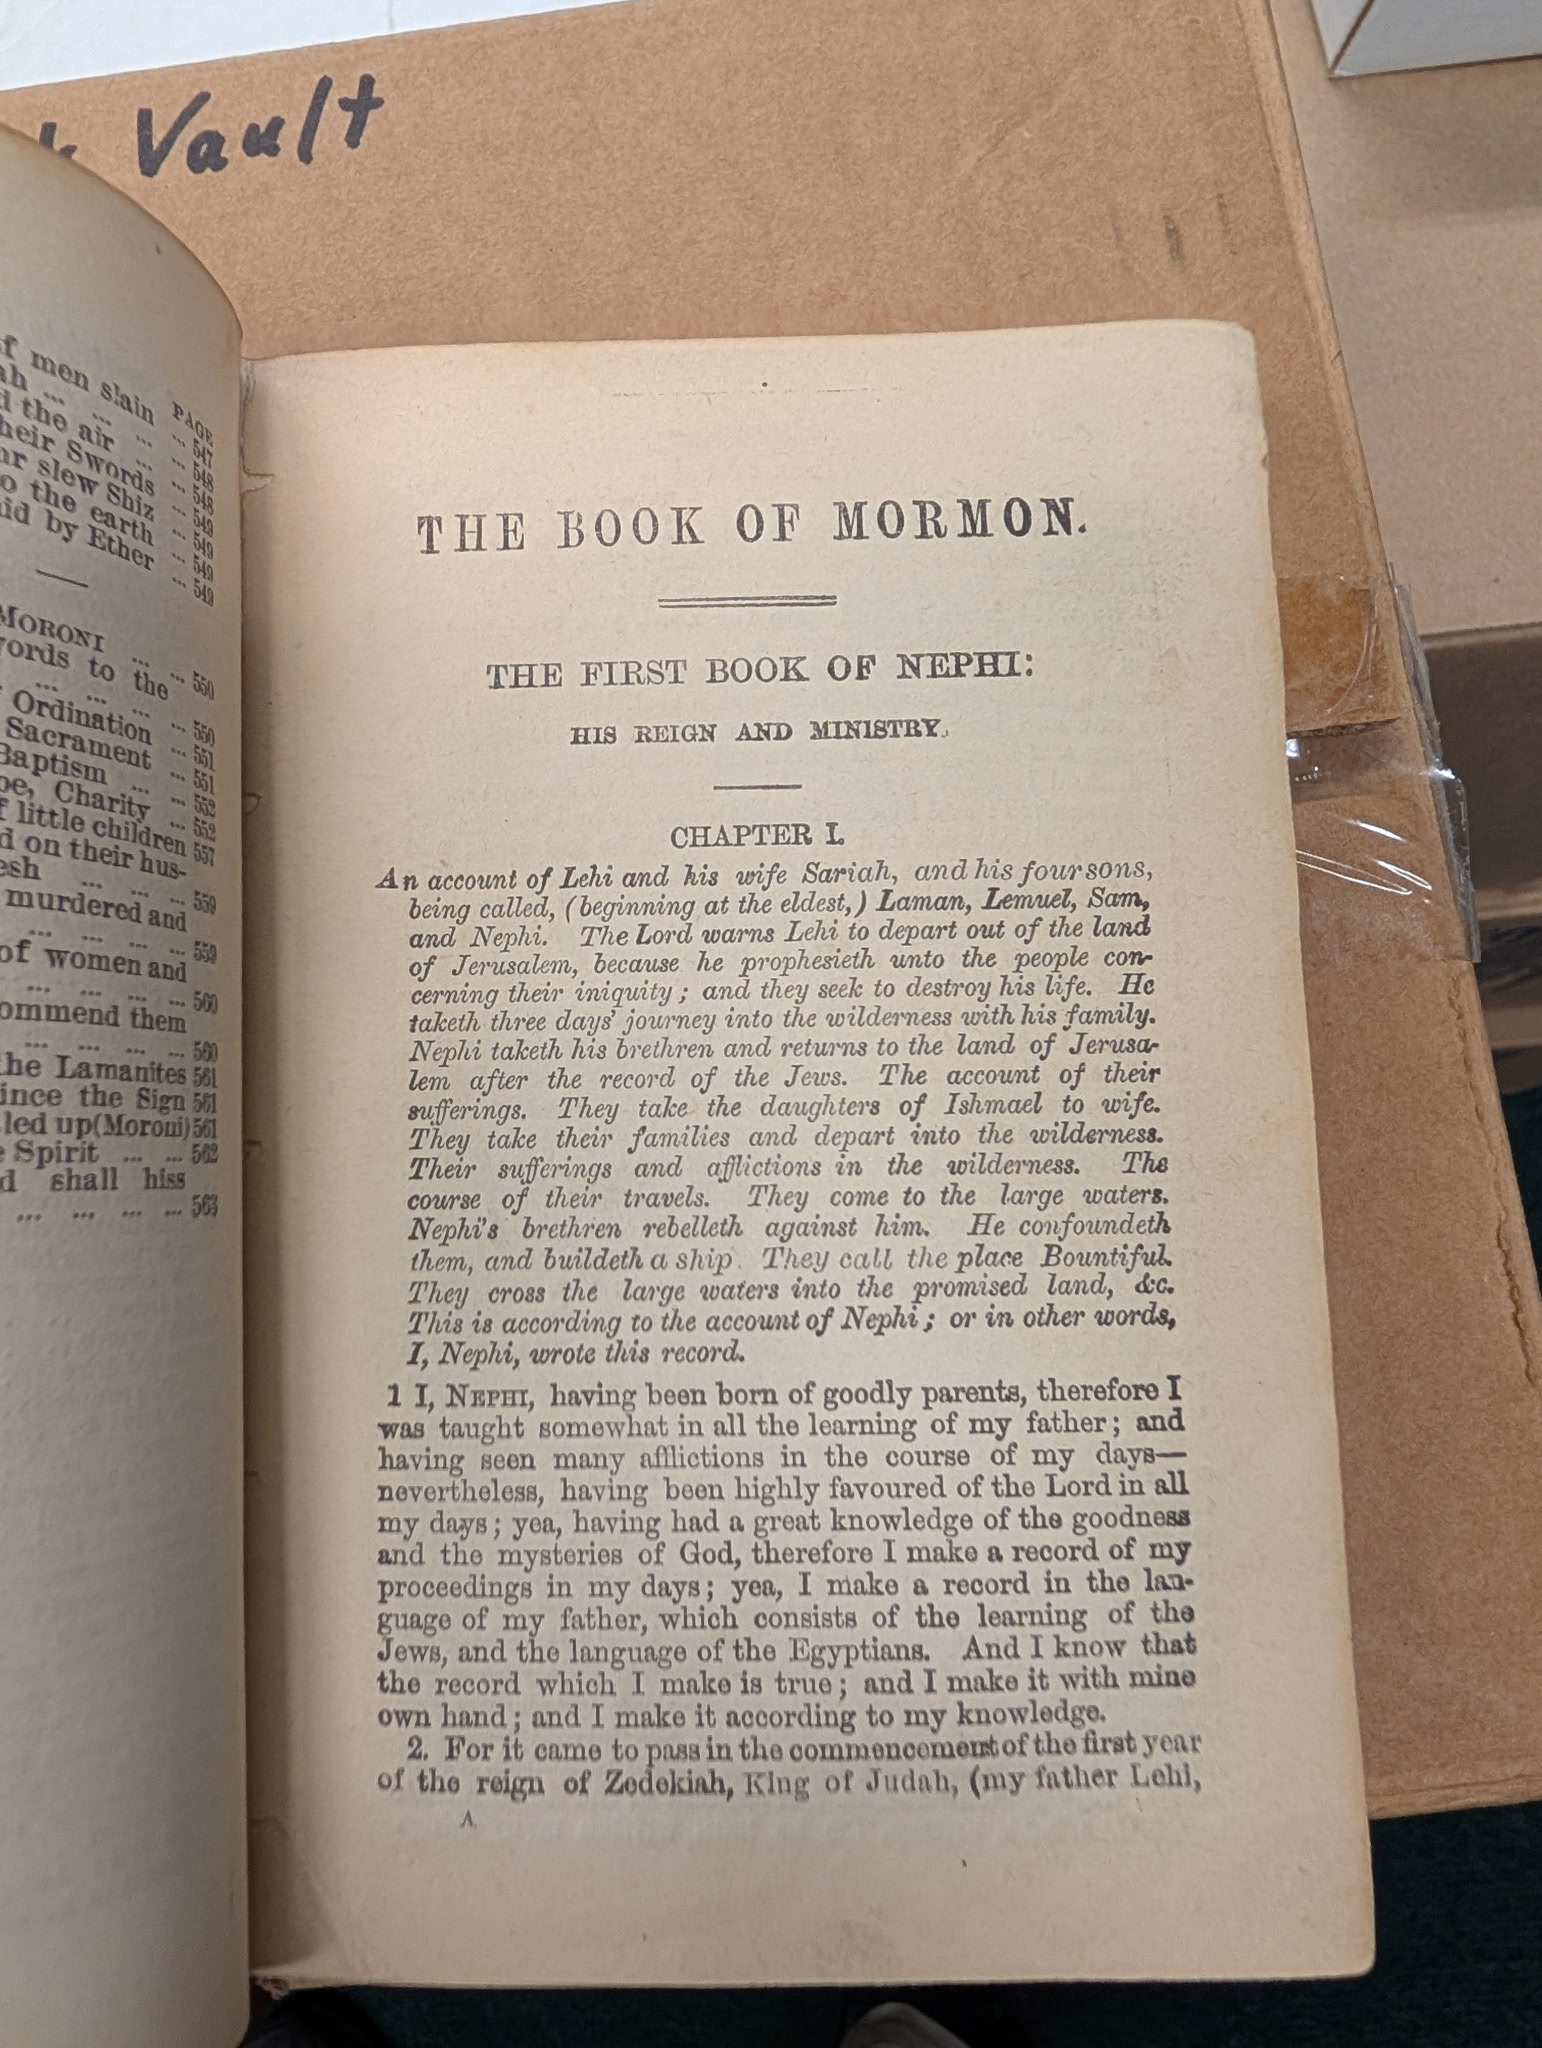 Vault
of men slain
PAGE
... ... 547
d the air ... ... 548
heir Swords ... 548
ar slew Shiz ... 549
o the earth ... 549
id by Ether ... 549
... 549
MORONI ... ...
words to the
... ... ... ... 550
Ordination ... 550
Sacrament ... 551
Baptism ... ... 551
pe, Charity ... 552
f little children 552
d on their hus- 557
esh ... ... ... 559
murdered and
... ... ... ... 559
of women and
... ... ... ... 560
ommend them
... ... ... ... 560
the Lamanites 561
ince the Sign 561
led up (Moroni) 561
e Spirit ... ... 562
d shall hiss
... ... ... ... 563
THE BOOK OF MORMON.
THE FIRST BOOK OF NEPHI:
HIS REIGN AND MINISTRY.
CHAPTER I.
An account of Lehi and his wife Sariah, and his four sons,
being called, (beginning at the eldest,) Laman, Lemuel, Sam,
and Nephi. The Lord warns Lehi to depart out of the land
of Jerusalem, because he prophesieth unto the people con-
cerning their iniquity; and they seek to destroy his life. He
taketh three days' journey into the wilderness with his family.
Nephi taketh his brethren and returns to the land of Jerusa-
lem after the record of the Jews. The account of their
sufferings. They take the daughters of Ishmael to wife.
They take their families and depart into the wilderness.
Their sufferings and afflictions in the wilderness. The
course of their travels. They come to the large waters.
Nephi's brethren rebelleth against him. He confoundeth
them, and buildeth a ship. They call the place Bountiful.
They cross the large waters into the promised land, &c.
This is according to the account of Nephi; or in other words,
I, Nephi, wrote this record.
1 I, NEPHI, having been born of goodly parents, therefore I
was taught somewhat in all the learning of my father; and
having seen many afflictions in the course of my days—
nevertheless, having been highly favoured of the Lord in all
my days; yea, having had a great knowledge of the goodness
and the mysteries of God, therefore I make a record of my
proceedings in my days; yea, I make a record in the lan-
guage of my father, which consists of the learning of the
Jews, and the language of the Egyptians. And I know that
the record which I make is true; and I make it with mine
own hand; and I make it according to my knowledge.
2. For it came to pass in the commencement of the first year
of the reign of Zedekiah, King of Judah, (my father Lehi,
A